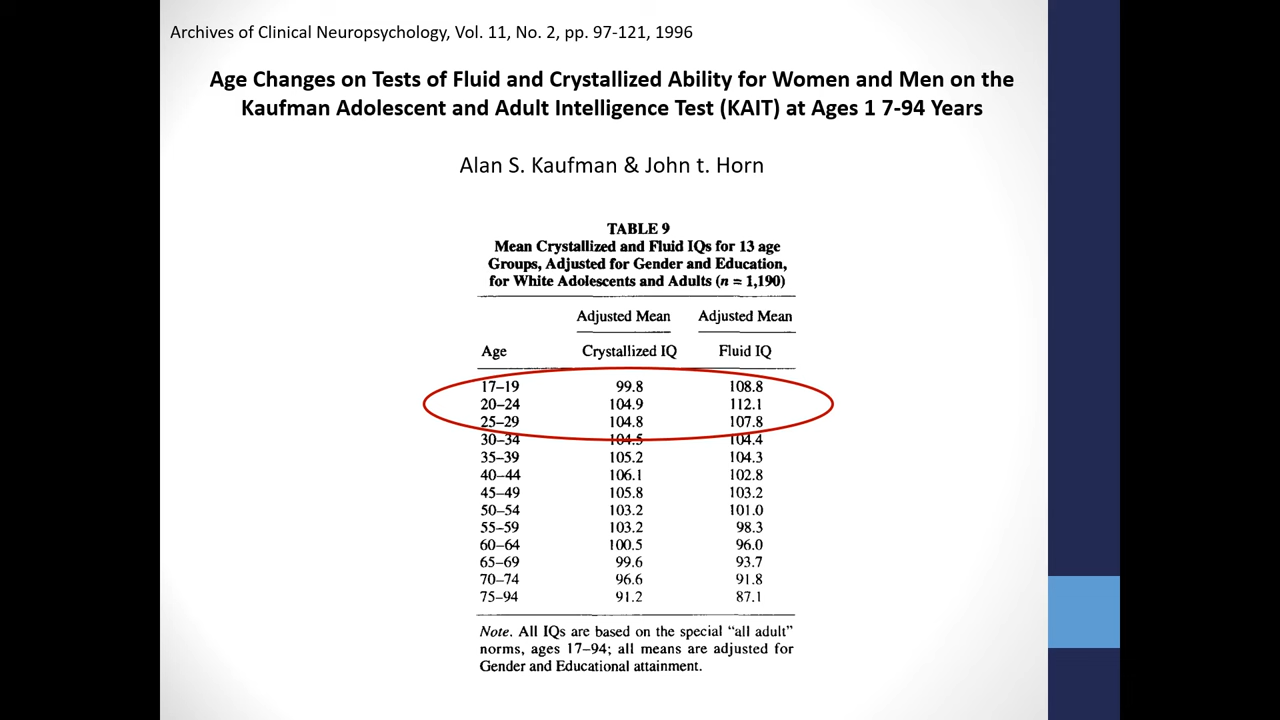 Archives of Clinical Neuropsychology, Vol. 11, No. 2, pp. 97-121, 1996
Age Changes on Tests of Fluid and Crystallized Ability for Women and Men on the
Kaufman Adolescent and Adult Intelligence Test (KAIT) at Ages 1 7-94 Years
Alan S. Kaufman & John t. Horn
TABLE 9
Mean Crystallized and Fluid IQs for 13 age
Groups, Adjusted for Gender and Education,
for White Adolescents and Adults (n = 1,190)
Adjusted Mean Adjusted Mean
Age Crystallized IQ Fluid IQ
17–19 99.8 108.8
20–24 104.9 112.1
25–29 104.8 107.8
30–34 104.5 104.4
35–39 105.2 104.3
40–44 106.1 102.8
45–49 105.8 103.2
50–54 103.2 101.0
55–59 103.2 98.3
60–64 100.5 96.0
65–69 99.6 93.7
70–74 96.6 91.8
75–94 91.2 87.1
Note. All IQs are based on the special “all adult”
norms, ages 17–94; all means are adjusted for
Gender and Educational attainment.